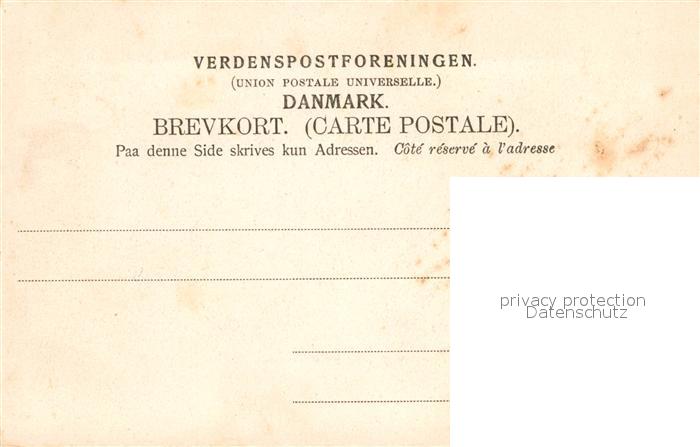 VERDENSPOSTFORENINGEN.
(UNION POSTALE UNIVERSELLE.)
DANMARK.
BREVKORT. (CARTE POSTALE).
Paa denne Side skrives kun Adressen. Côté réservé à l'adresse
privacy protection
Datenschutz